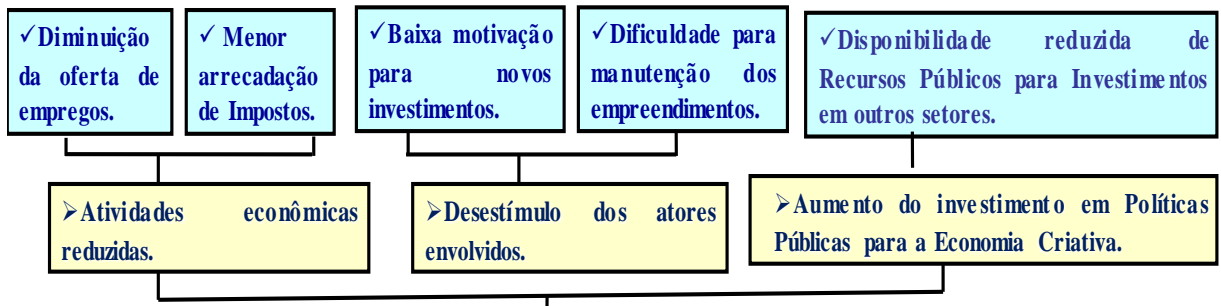 ✓Diminuição
da oferta de
empregos.
✓ Menor
arrecadação
de Impostos.
✓Baixa motivação
para novos
investimentos.
✓Dificuldade para
manutenção dos
empreendimentos.
✓Disponibilidade reduzida de
Recursos Públicos para Investimentos
em outros setores.
➢Atividades econômicas
reduzidas.
➢Desestímulo dos atores
envolvidos.
➢Aumento do investimento em Políticas
Públicas para a Economia Criativa.